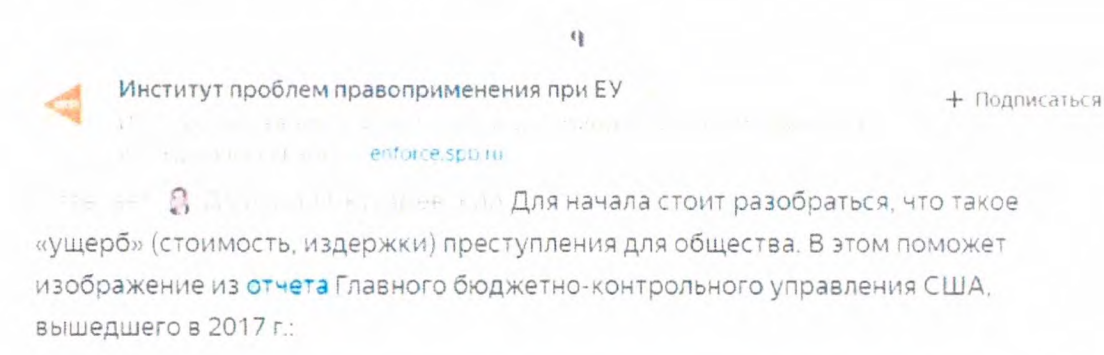 Институт проблем правоприменения при ЕУ
+ Подписаться
enforce.spb.ru
Для начала стоит разобраться, что такое
«ущерб» (стоимость, издержки) преступления для общества. В этом поможет
изображение из отчета Главного бюджетно-контрольного управления США,
вышедшего в 2017 г.: